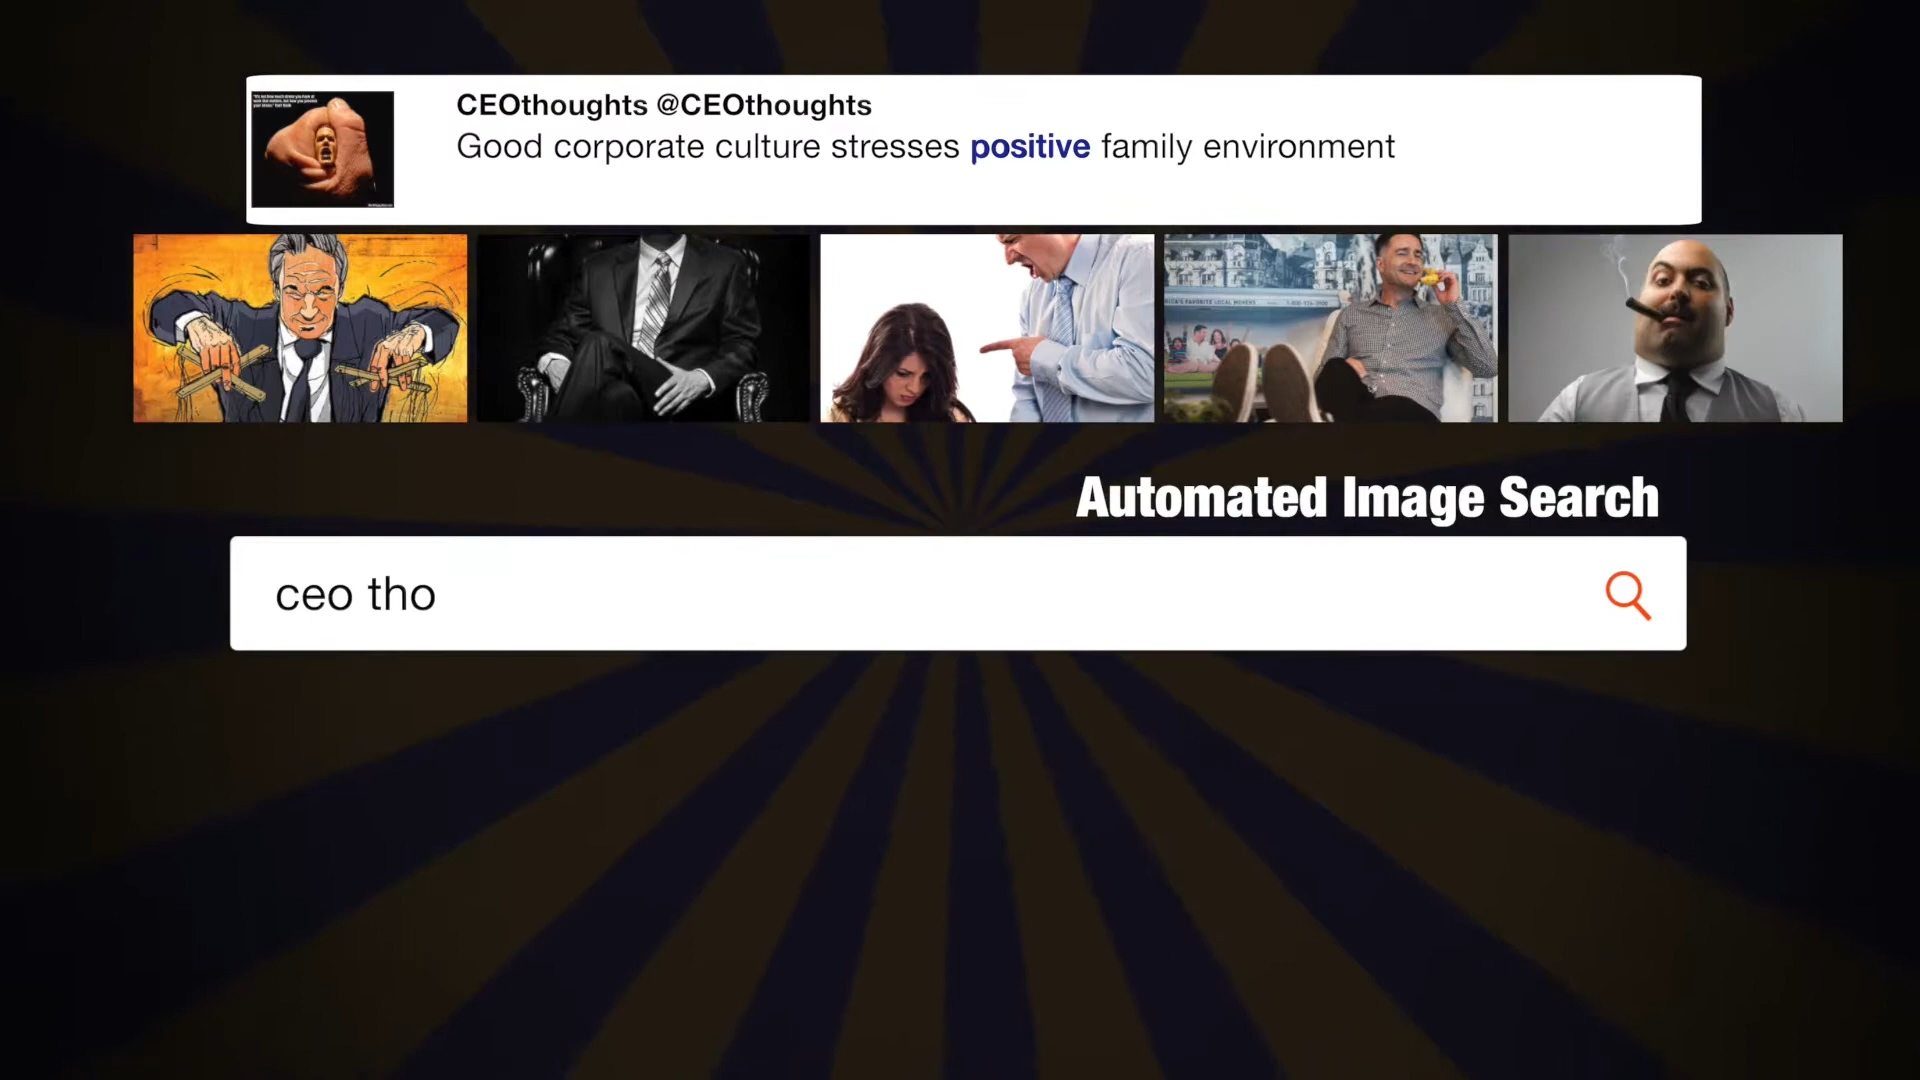 CEOthoughts @CEOthoughts
Good corporate culture stresses positive family environment
Automated Image Search
ceo tho